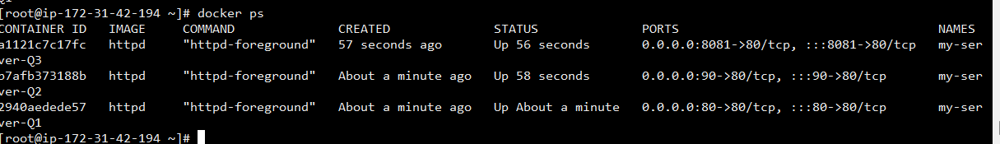 [root@ip-172-31-42-194 ~]# docker ps
CONTAINER ID   IMAGE     COMMAND              CREATED              STATUS              PORTS                                   NAMES
a1121c7c17fc   httpd     "httpd-foreground"   57 seconds ago       Up 56 seconds       0.0.0.0:8081->80/tcp, :::8081->80/tcp   my-ser
ver-Q3
b7afb373188b   httpd     "httpd-foreground"   About a minute ago   Up 58 seconds       0.0.0.0:90->80/tcp, :::90->80/tcp       my-ser
ver-Q2
2940aedede57   httpd     "httpd-foreground"   About a minute ago   Up About a minute   0.0.0.0:80->80/tcp, :::80->80/tcp       my-ser
ver-Q1
[root@ip-172-31-42-194 ~]#